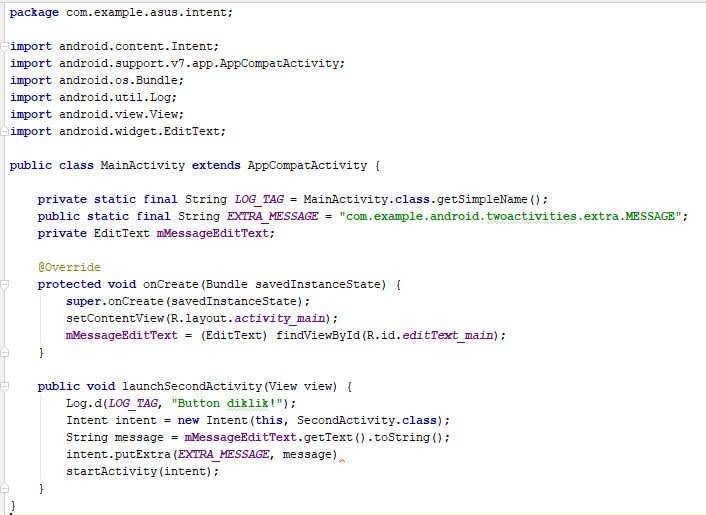 package com.example.asus.intent;
import android.content.Intent;
import android.support.v7.app.AppCompatActivity;
import android.os.Bundle;
import android.util.Log;
import android.view.View;
import android.widget.EditText;
public class MainActivity extends AppCompatActivity {
private static final String LOG_TAG = MainActivity.class.getSimpleName();
public static final String EXTRA_MESSAGE = "com.example.android.twoactivities.extra.MESSAGE";
private EditText mMessageEditText;
@Override
protected void onCreate(Bundle savedInstanceState) {
super.onCreate(savedInstanceState);
setContentView(R.layout.activity_main);
mMessageEditText = (EditText) findViewById(R.id.editText_main);
}
public void launchSecondActivity(View view) {
Log.d(LOG_TAG, "Button diklik!");
Intent intent = new Intent(this, SecondActivity.class);
String message = mMessageEditText.getText().toString();
intent.putExtra(EXTRA_MESSAGE, message)
startActivity(intent);
}
}